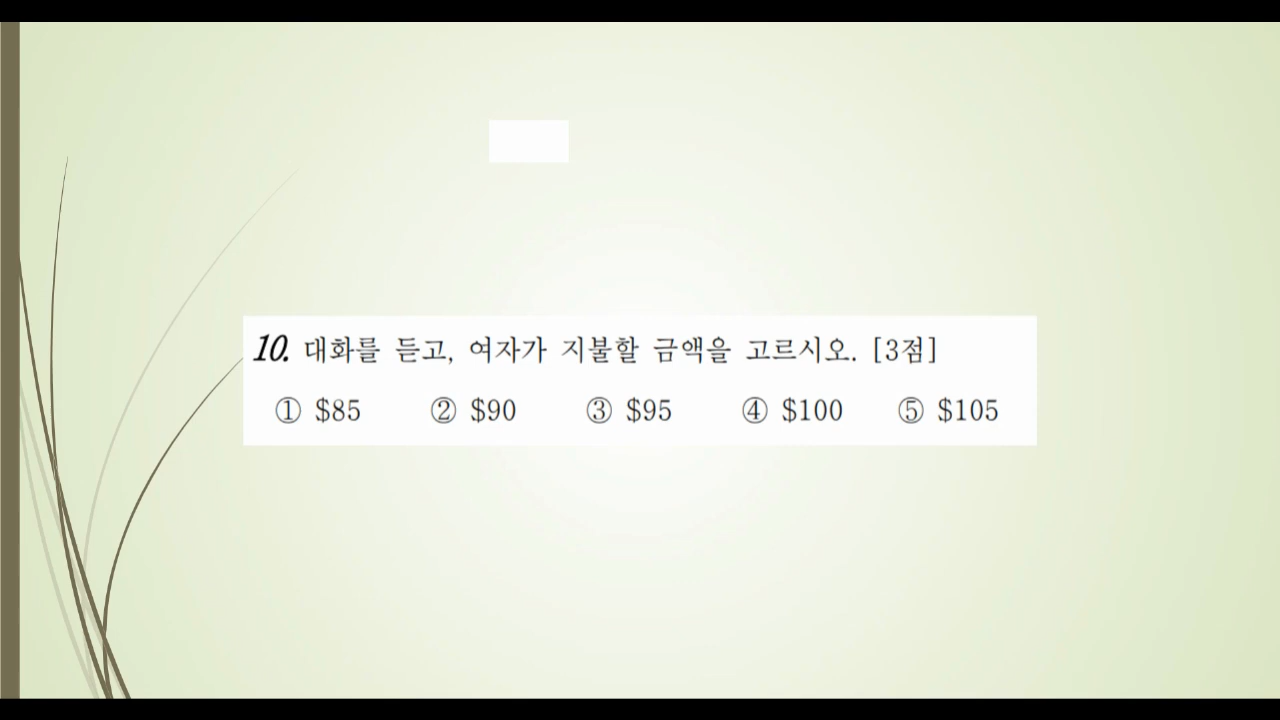 10. 대화를 듣고, 여자가 지불할 금액을 고르시오. [3점]
① $85 ② $90 ③ $95 ④ $100 ⑤ $105